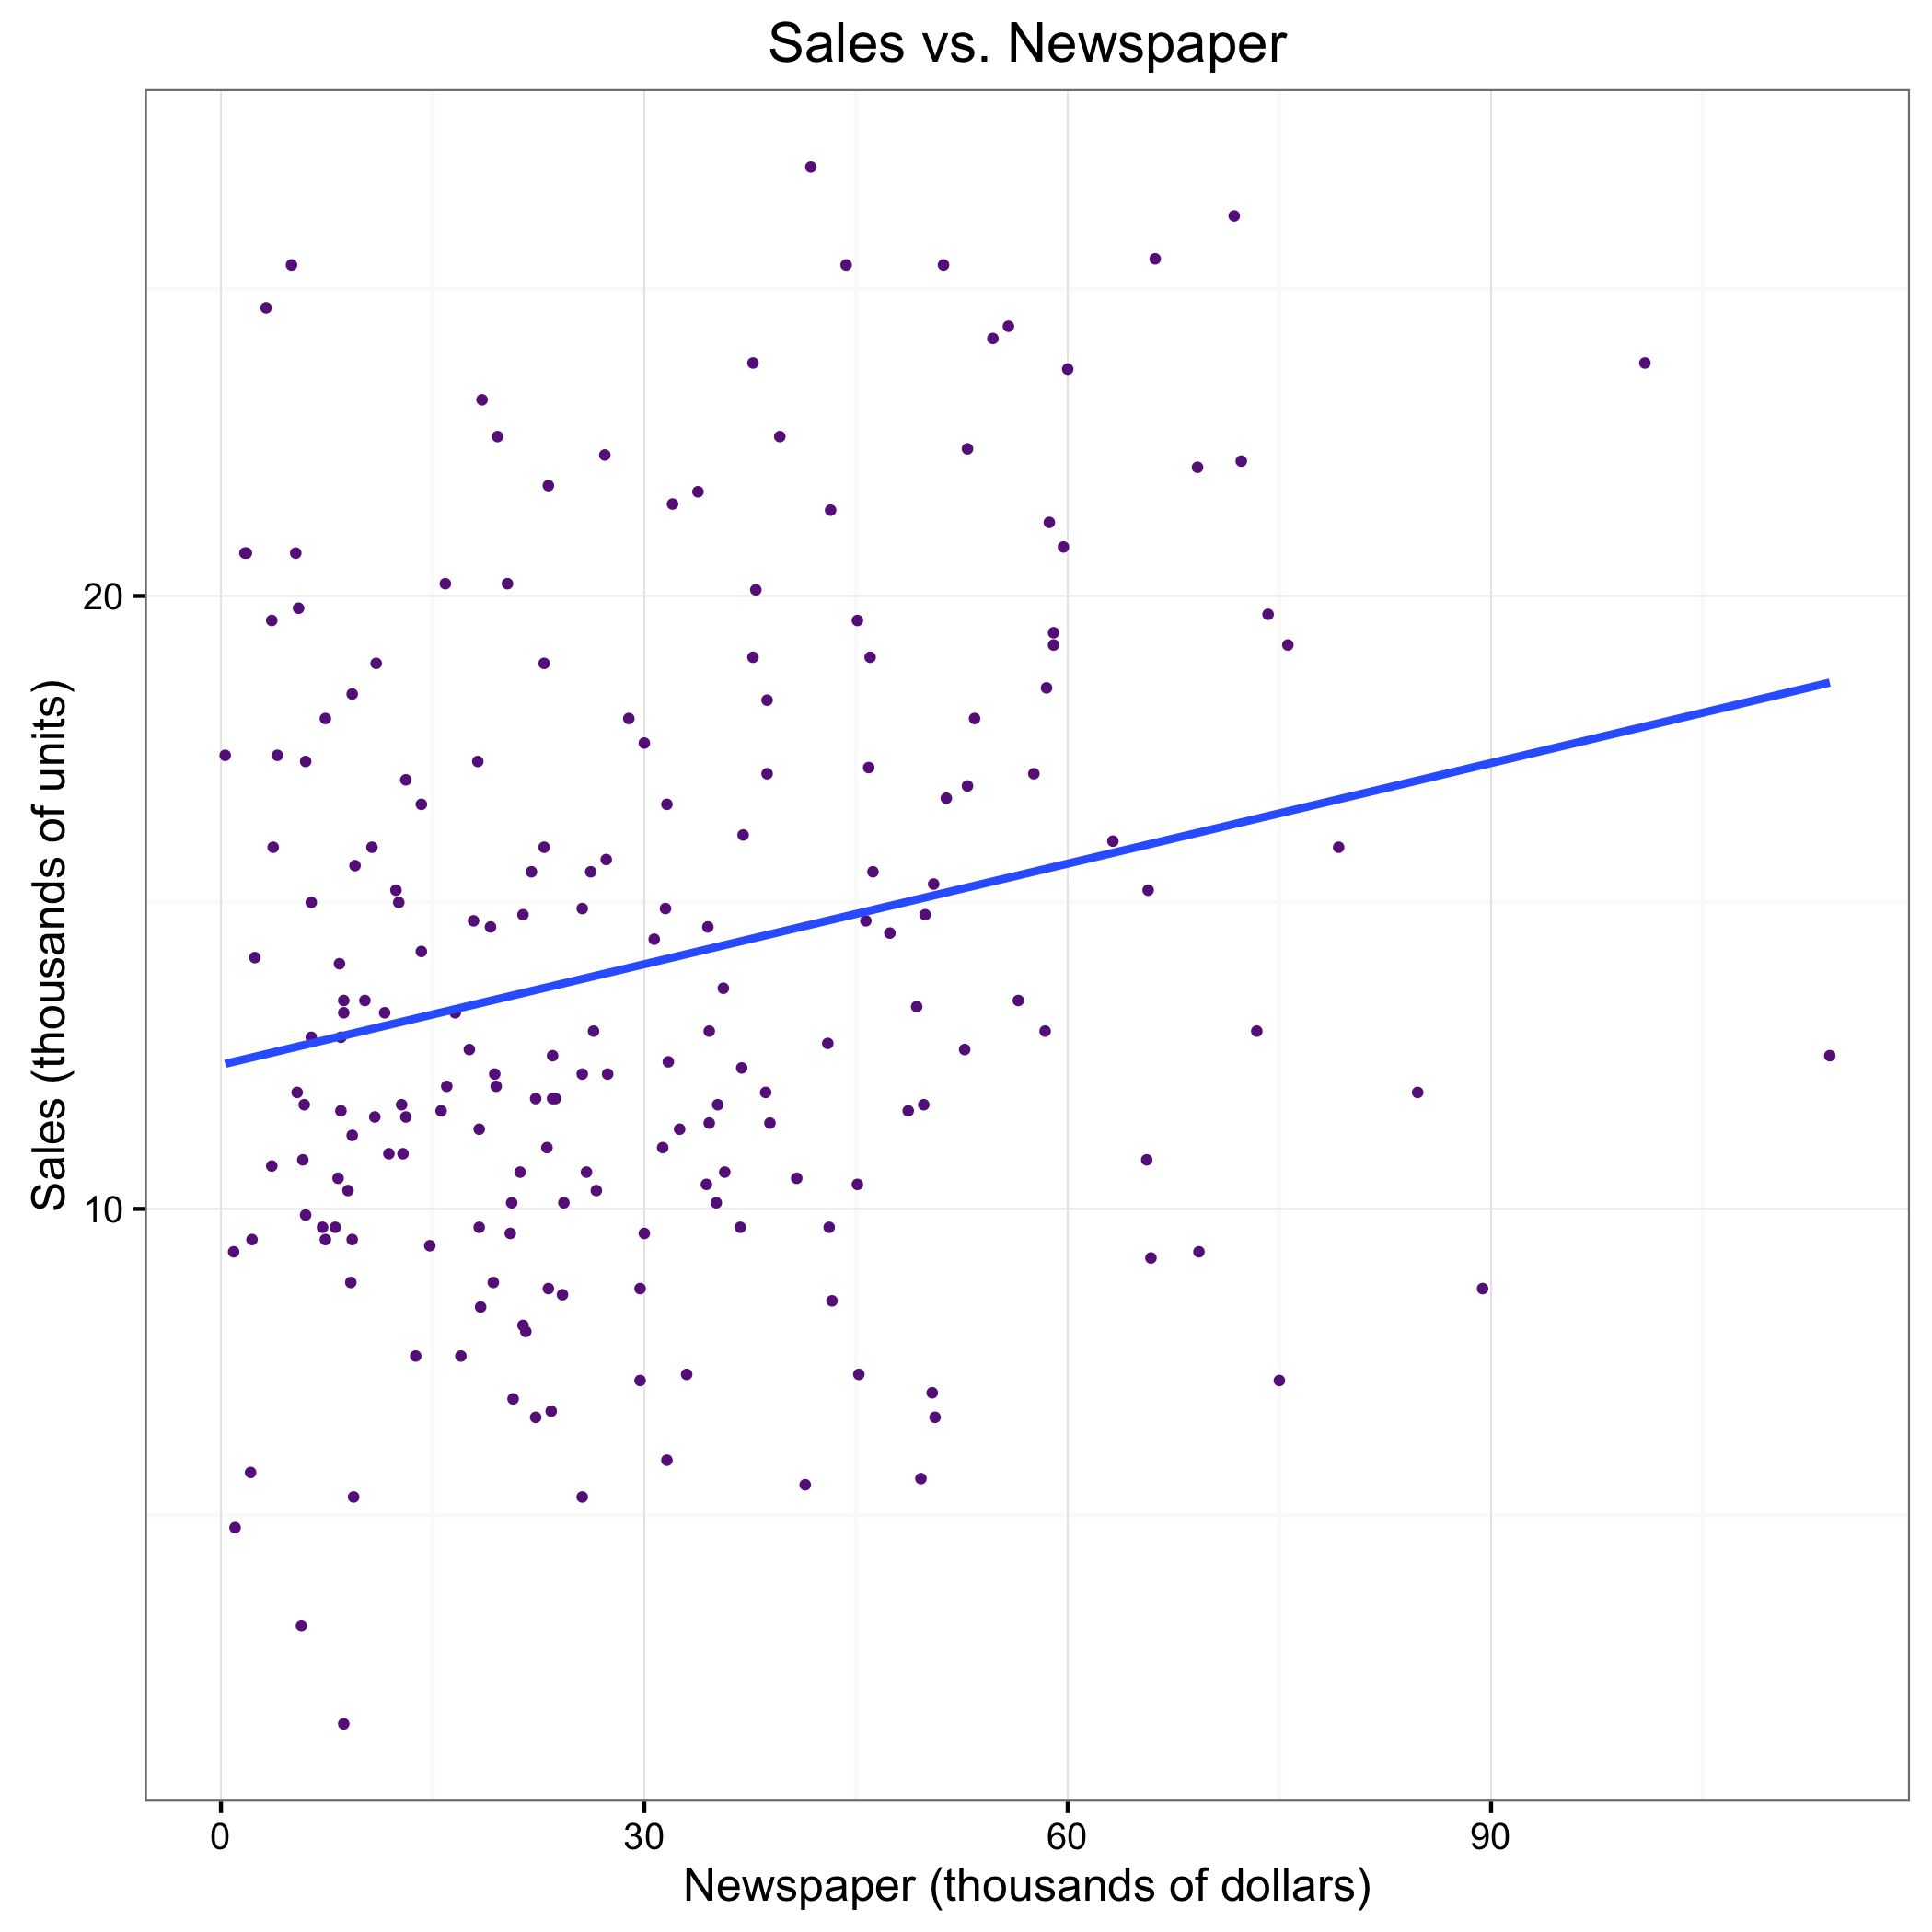 Sales vs. Newspaper
Sales (thousands of units)
20
10
0 30 60 90
Newspaper (thousands of dollars)